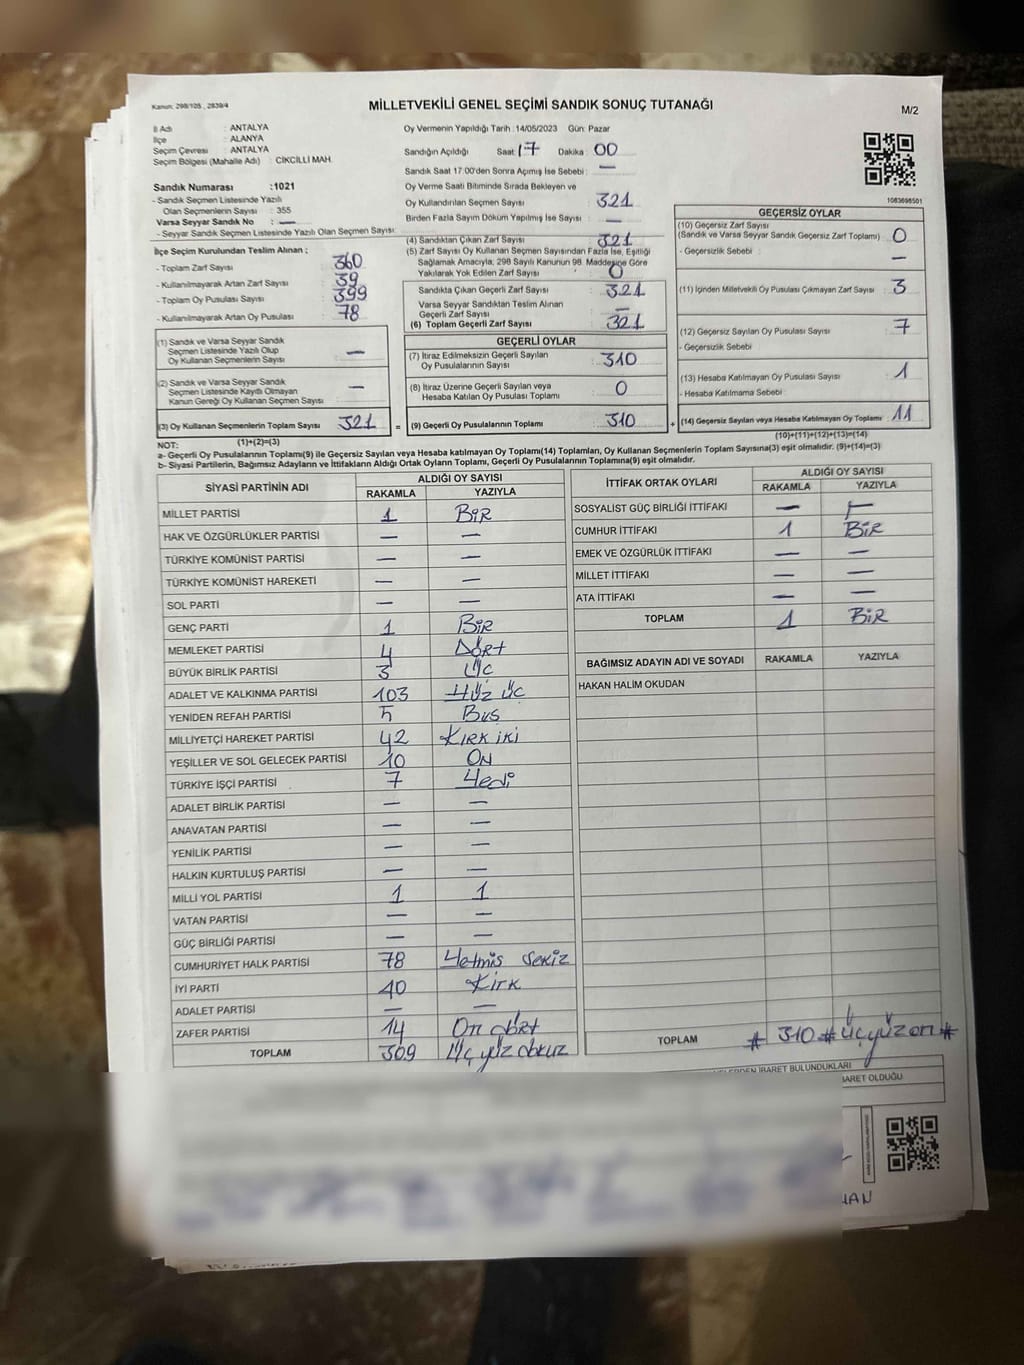 Kanun: 298/105 , 2839/4
MİLLETVEKİLİ GENEL SEÇİMİ SANDIK SONUÇ TUTANAĞI
M/2
İl Adı : ANTALYA
İlçe : ALANYA
Seçim Çevresi : ANTALYA
Seçim Bölgesi (Mahalle Adı) : CİKCİLLİ MAH.
Sandık Numarası :1021
- Sandık Seçmen Listesinde Yazılı
Olan Seçmenlerin Sayısı : 355
Varsa Seyyar Sandık No : —
- Seyyar Sandık Seçmen Listesinde Yazılı Olan Seçmen Sayısı:
İlçe Seçim Kurulundan Teslim Alınan ;
- Toplam Zarf Sayısı : 360
- Kullanılmayarak Artan Zarf Sayısı : 39
- Toplam Oy Pusulası Sayısı : 399
- Kullanılmayarak Artan Oy Pusulası : 78
(1) Sandık ve Varsa Seyyar Sandık
Seçmen Listesinde Yazılı Olup
Oy Kullanan Seçmenlerin Sayısı : —
(2) Sandık ve Varsa Seyyar Sandık
Seçmen Listesinde Kayıtlı Olmayan
Kanun Gereği Oy Kullanan Seçmen Sayısı : —
(3) Oy Kullanan Seçmenlerin Toplam Sayısı : 321 =
(1)+(2)=(3)
Oy Vermenin Yapıldığı Tarih :14/05/2023 Gün: Pazar
Sandığın Açıldığı Saat: 17 Dakika : 00
Sandık Saat 17:00'den Sonra Açımış İse Sebebi : —
Oy Verme Saati Bitiminde Sırada Bekleyen ve
Oy Kullandırılan Seçmen Sayısı : 321
Birden Fazla Sayım Döküm Yapılmış İse Sayısı : —
(4) Sandıktan Çıkan Zarf Sayısı : 321
(5) Zarf Sayısı Oy Kullanan Seçmen Sayısından Fazla İse, Eşitliği
Sağlamak Amacıyla, 298 Sayılı Kanunun 98. Maddesine Göre
Yakılarak Yok Edilen Zarf Sayısı : 0
Sandıkta Çıkan Geçerli Zarf Sayısı : 321
Varsa Seyyar Sandıktan Teslim Alınan
Geçerli Zarf Sayısı : —
(6) Toplam Geçerli Zarf Sayısı : 321
GEÇERLİ OYLAR
(7) İtiraz Edilmeksizin Geçerli Sayılan
Oy Pusulalarının Sayısı : 310
(8) İtiraz Üzerine Geçerli Sayılan veya
Hesaba Katılan Oy Pusulası Toplamı : 0
(9) Geçerli Oy Pusulalarının Toplamı : 310 +
1083698501
GEÇERSİZ OYLAR
(10) Geçersiz Zarf Sayısı
(Sandık ve Varsa Seyyar Sandık Geçersiz Zarf Toplamı) : 0
- Geçersizlik Sebebi : —
(11) İçinden Milletvekili Oy Pusulası Çıkmayan Zarf Sayısı : 3
(12) Geçersiz Sayılan Oy Pusulası Sayısı : 7
- Geçersizlik Sebebi :
(13) Hesaba Katılmayan Oy Pusulası Sayısı : 1
- Hesaba Katılmama Sebebi :
(14) Geçersiz Sayılan veya Hesaba Katılmayan Oy Toplamı : 11
(10)+(11)+(12)+(13)=(14)
NOT:
a- Geçerli Oy Pusulalarının Toplamı(9) ile Geçersiz Sayılan veya Hesaba katılmayan Oy Toplamı(14) Toplamları, Oy Kullanan Seçmenlerin Toplam Sayısına(3) eşit olmalıdır. (9)+(14)=(3)
b- Siyasi Partilerin, Bağımsız Adayların ve İttifakların Aldığı Ortak Oyların Toplamı, Geçerli Oy Pusulalarının Toplamına(9) eşit olmalıdır.
SİYASİ PARTİNİN ADI ALDIĞI OY SAYISI
RAKAMLA YAZIYLA
MİLLET PARTİSİ 1 BİR
HAK VE ÖZGÜRLÜKLER PARTİSİ — —
TÜRKİYE KOMÜNİST PARTİSİ — —
TÜRKİYE KOMÜNİST HAREKETİ — —
SOL PARTİ — —
GENÇ PARTİ 1 BİR
MEMLEKET PARTİSİ 4 DÖRT
BÜYÜK BİRLİK PARTİSİ 3 ÜÇ
ADALET VE KALKINMA PARTİSİ 103 YÜZ ÜÇ
YENİDEN REFAH PARTİSİ 5 Beş
MİLLİYETÇİ HAREKET PARTİSİ 42 KIRK iki
YEŞİLLER VE SOL GELECEK PARTİSİ 10 ON
TÜRKİYE İŞÇİ PARTİSİ 7 Yedi
ADALET BİRLİK PARTİSİ — —
ANAVATAN PARTİSİ — —
YENİLİK PARTİSİ — —
HALKIN KURTULUŞ PARTİSİ — —
MİLLİ YOL PARTİSİ 1 1
VATAN PARTİSİ — —
GÜÇ BİRLİĞİ PARTİSİ — —
CUMHURİYET HALK PARTİSİ 78 Yetmiş sekiz
İYİ PARTİ 40 Kırk
ADALET PARTİSİ — —
ZAFER PARTİSİ 14 On dört
TOPLAM 309 Üç yüz dokuz
İTTİFAK ORTAK OYLARI ALDIĞI OY SAYISI
RAKAMLA YAZIYLA
SOSYALİST GÜÇ BİRLİĞİ İTTİFAKI — —
CUMHUR İTTİFAKI 1 BİR
EMEK VE ÖZGÜRLÜK İTTİFAKI — —
MİLLET İTTİFAKI — —
ATA İTTİFAKI — —
TOPLAM 1 BİR
BAĞIMSIZ ADAYIN ADI VE SOYADI RAKAMLA YAZIYLA
HAKAN HALİM OKUDAN
TOPLAM # 310 # Üçyüzon #
İBARET BULUNDUKLARI
BARET OLDUĞU
HAN